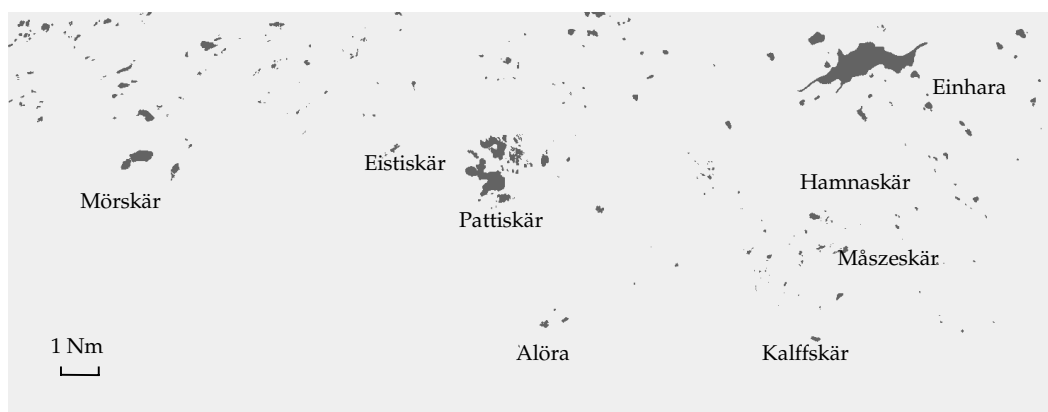 Einhara
Eistiskär
Hamnaskär
Mörskär
Pattiskär
Måszeskär
1 Nm
Alöra
Kalffskär